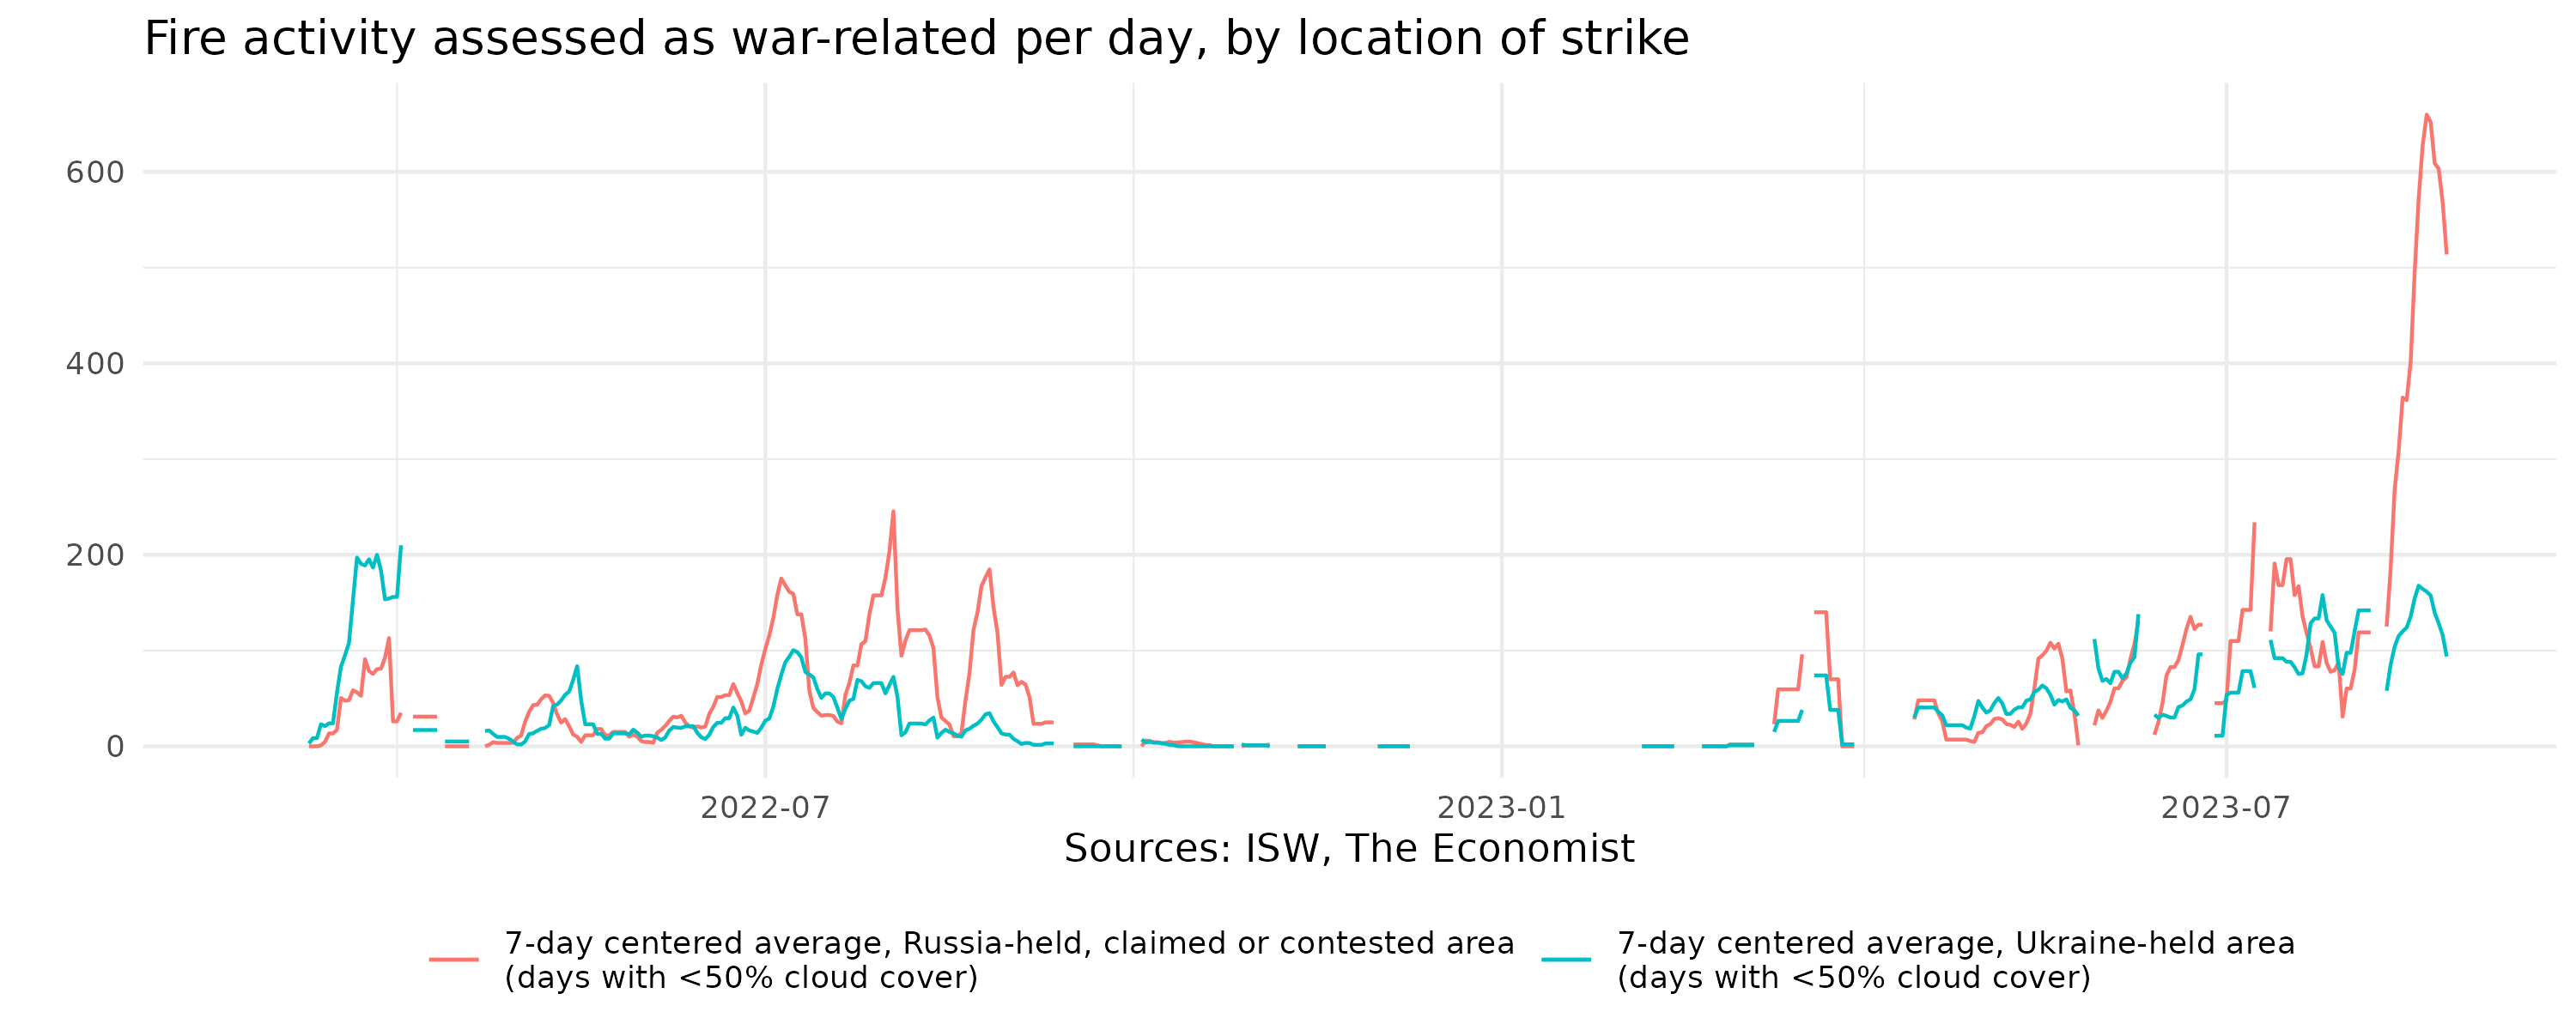 Fire activity assessed as war-related per day, by location of strike
600
400
200
0
2022-07
2023-01
2023-07
Sources: ISW, The Economist
7-day centered average, Russia-held, claimed or contested area
(days with <50% cloud cover)
7-day centered average, Ukraine-held area
(days with <50% cloud cover)